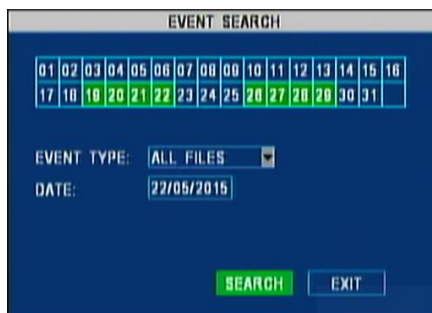 EVENT SEARCH
01 02 03 04 05 06 07 08 09 10 11 12 13 14 15 16
17 18 19 20 21 22 23 24 25 26 27 28 29 30 31
EVENT TYPE: ALL FILES
DATE: 22/05/2015
SEARCH EXIT